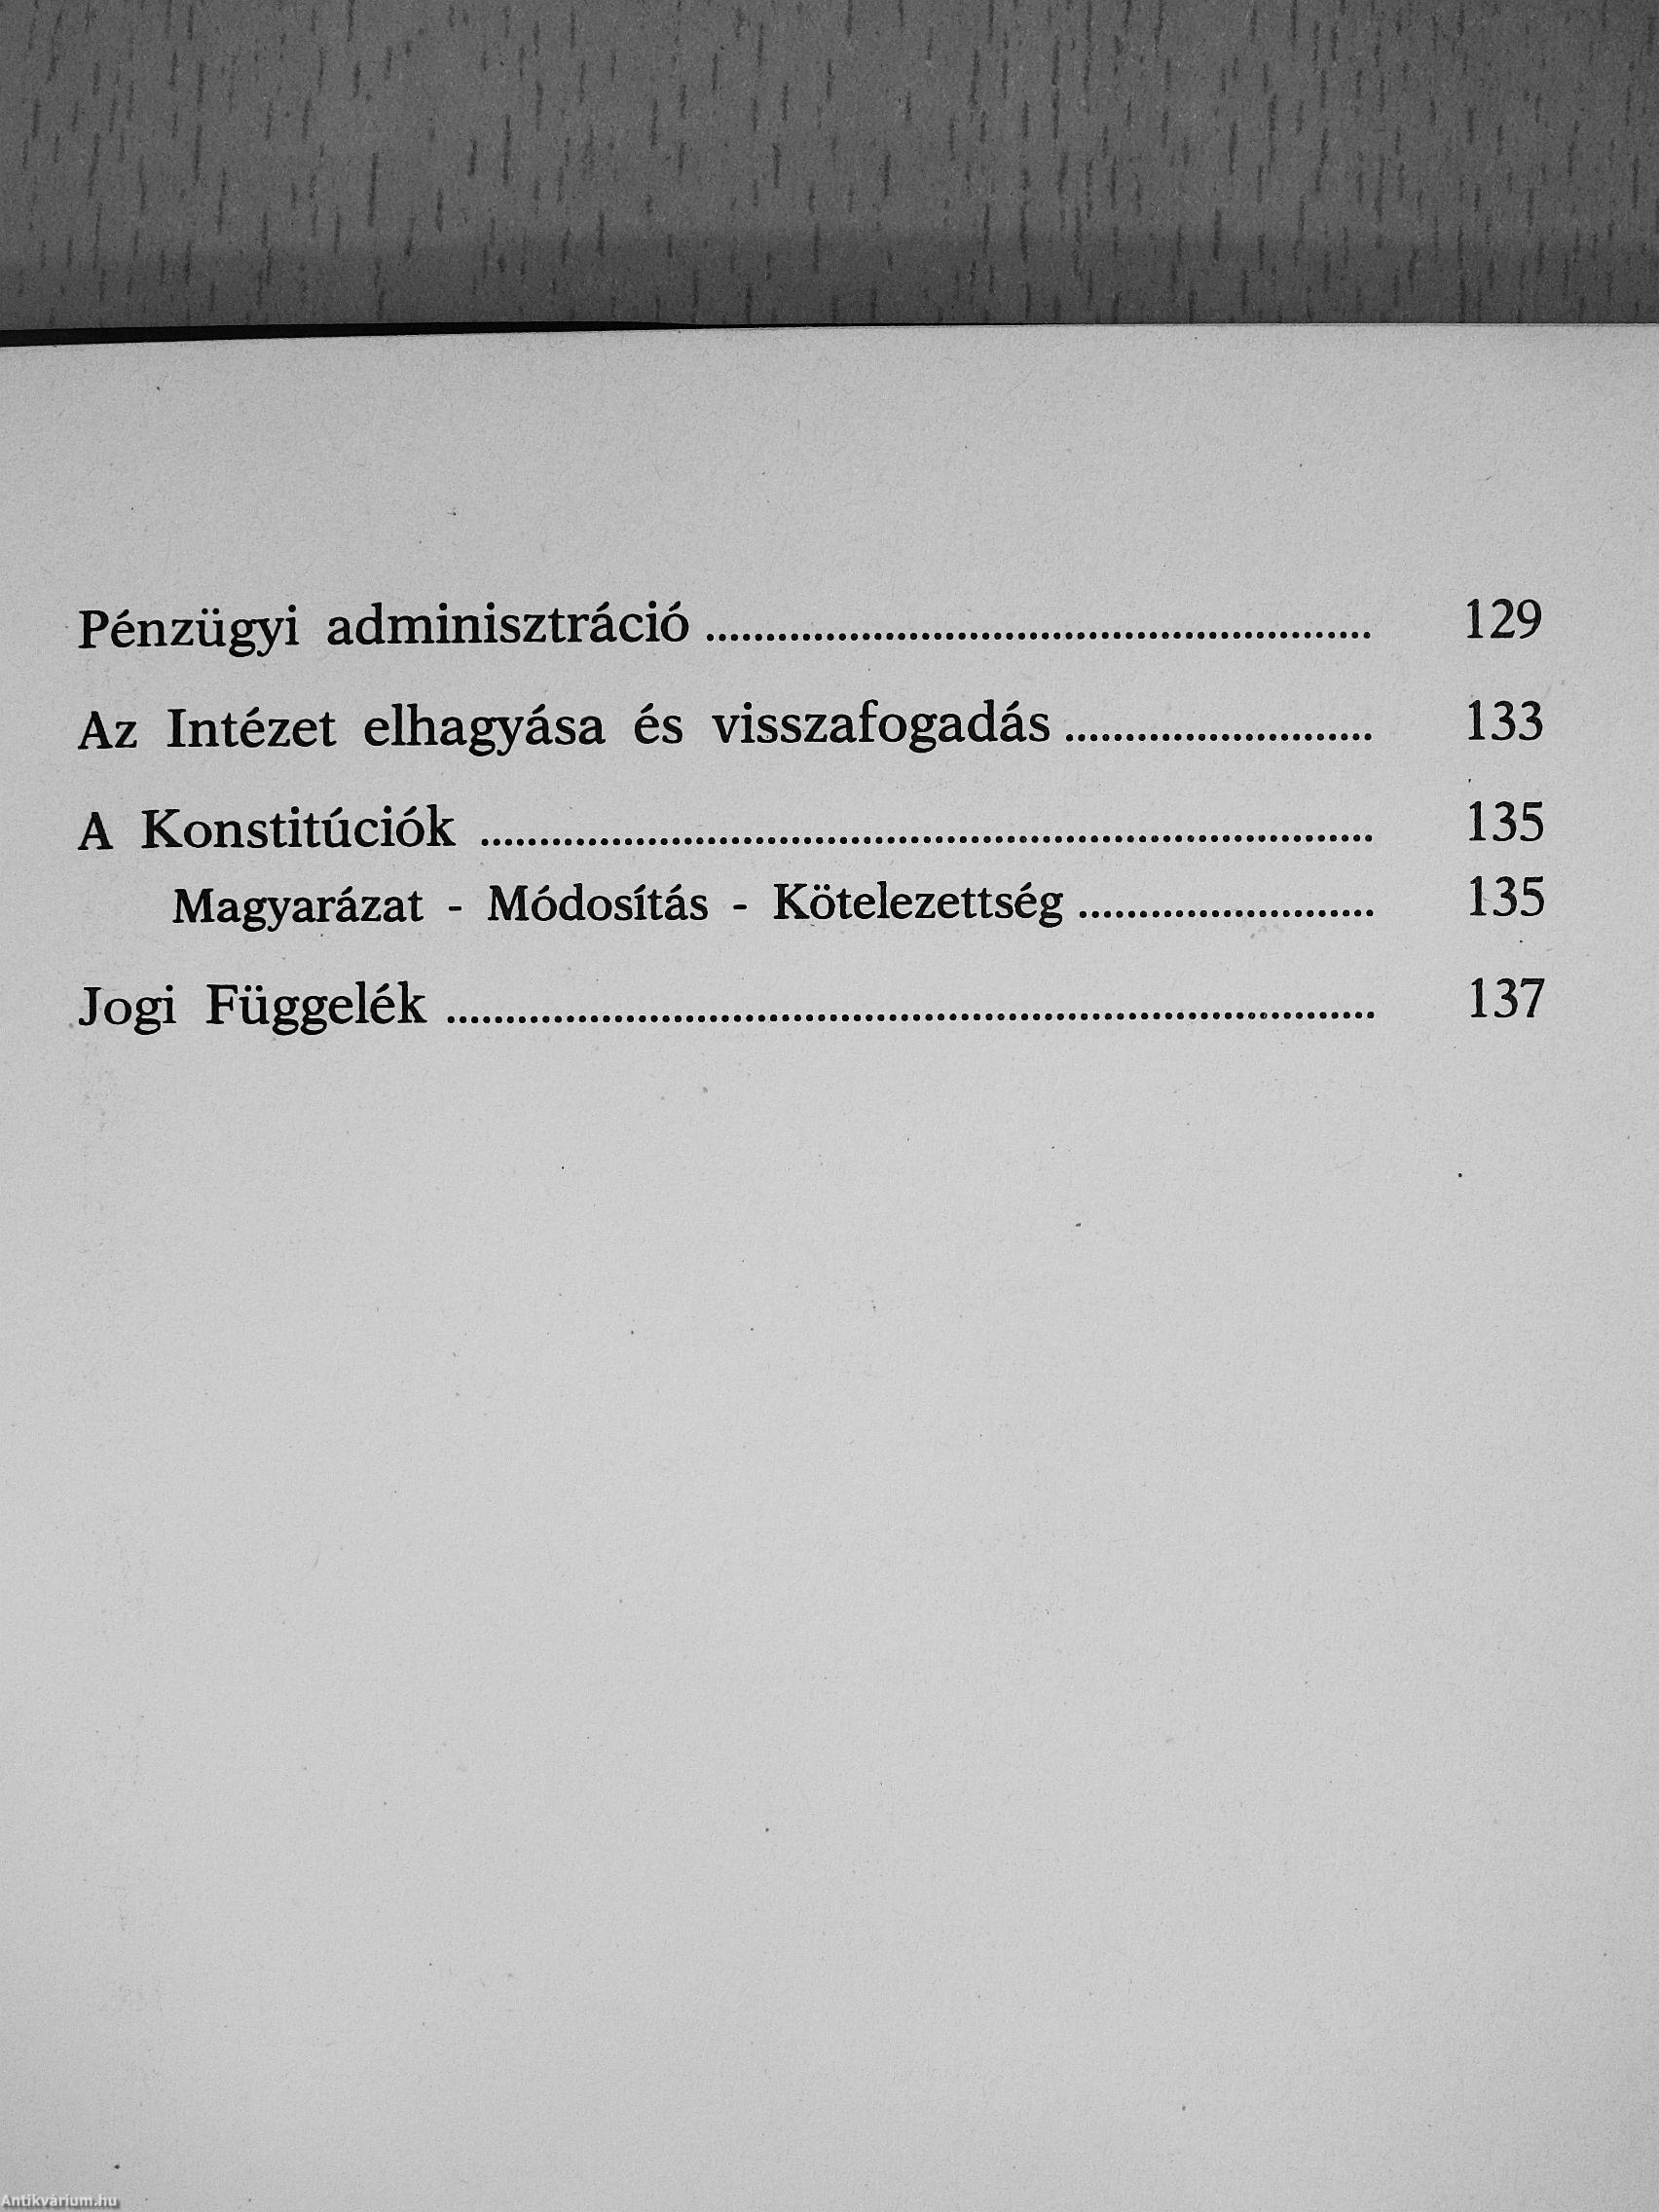 Pénzügyi adminisztráció ........................................................ 129
Az Intézet elhagyása és visszafogadás .......................... 133
A Konstitúciók ........................................................................... 135
Magyarázat - Módosítás - Kötelezettség ......................... 135
Jogi Függelék .............................................................................. 137
Antikvárium.hu